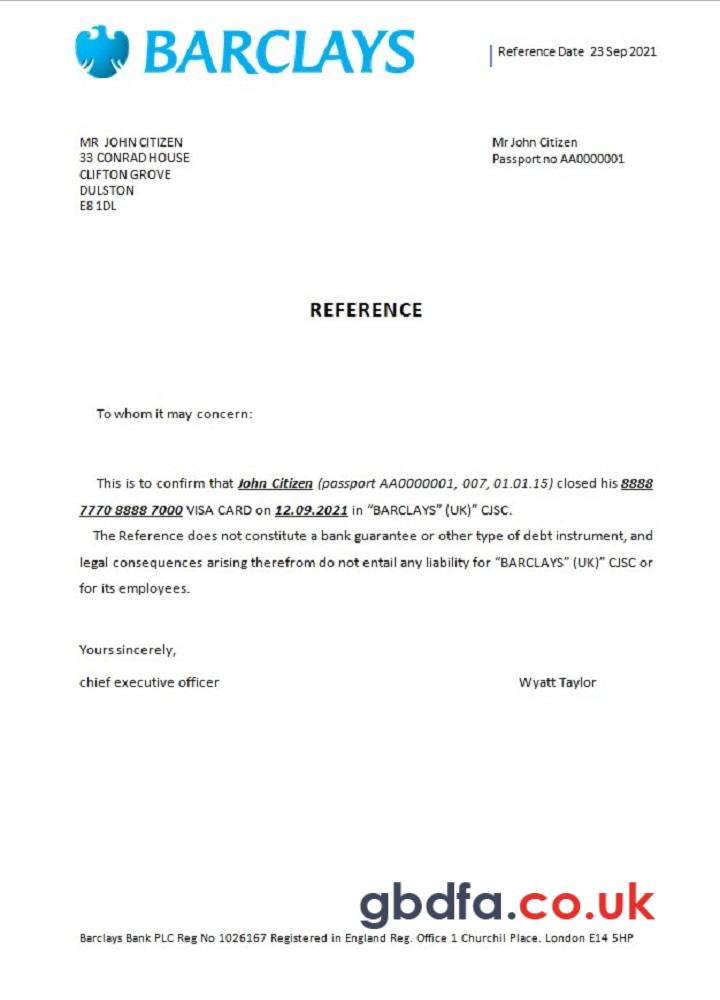 BARCLAYS
Reference Date 23 Sep 2021
MR JOHN CITIZEN
33 CONRAD HOUSE
CLIFTON GROVE
DULSTON
E8 1DL
Mr John Citizen
Passport no AA0000001
REFERENCE
To whom it may concern:
This is to confirm that John Citizen (passport AA0000001, 007, 01.01.15) closed his 8888
7770 8888 7000 VISA CARD on 12.09.2021 in “BARCLAYS” (UK)” CJSC.
The Reference does not constitute a bank guarantee or other type of debt instrument, and
legal consequences arising therefrom do not entail any liability for “BARCLAYS” (UK)” CJSC or
for its employees.
Yours sincerely,
chief executive officer Wyatt Taylor
gbdfa.co.uk
Barclays Bank PLC Reg No 1026167 Registered in England Reg. Office 1 Churchil Place. London E14 5HP